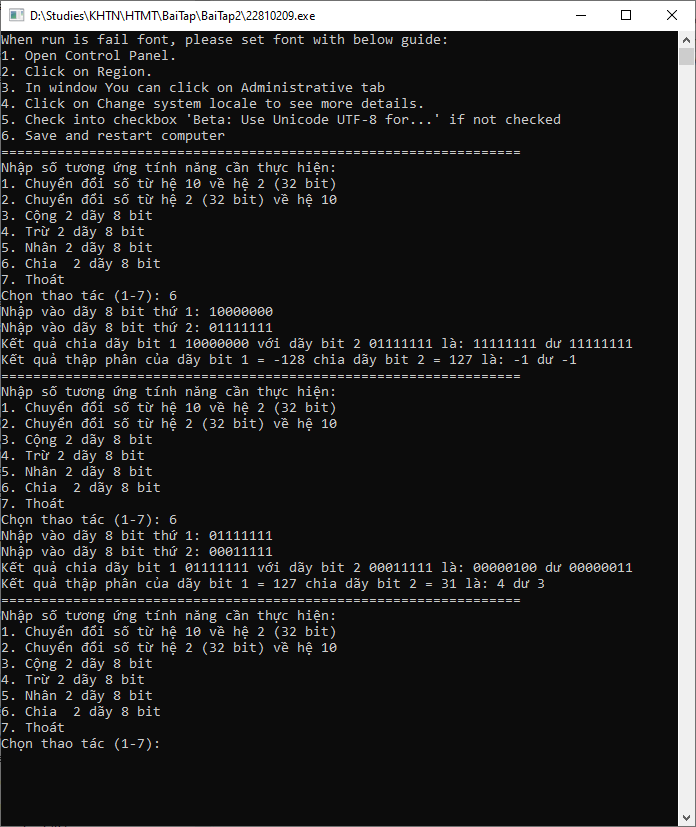 D:\Studies\KHTN\HTMT\BaiTap\BaiTap2\22810209.exe
When run is fail font, please set font with below guide:
1. Open Control Panel.
2. Click on Region.
3. In window You can click on Administrative tab
4. Click on Change system locale to see more details.
5. Check into checkbox 'Beta: Use Unicode UTF-8 for...' if not checked
6. Save and restart computer
=================================================================
Nhập số tương ứng tính năng cần thực hiện:
1. Chuyển đổi số từ hệ 10 về hệ 2 (32 bit)
2. Chuyển đổi số từ hệ 2 (32 bit) về hệ 10
3. Cộng 2 dãy 8 bit
4. Trừ 2 dãy 8 bit
5. Nhân 2 dãy 8 bit
6. Chia  2 dãy 8 bit
7. Thoát
Chọn thao tác (1-7): 6
Nhập vào dãy 8 bit thứ 1: 10000000
Nhập vào dãy 8 bit thứ 2: 01111111
Kết quả chia dãy bit 1 10000000 với dãy bit 2 01111111 là: 11111111 dư 11111111
Kết quả thập phân của dãy bit 1 = -128 chia dãy bit 2 = 127 là: -1 dư -1
=================================================================
Nhập số tương ứng tính năng cần thực hiện:
1. Chuyển đổi số từ hệ 10 về hệ 2 (32 bit)
2. Chuyển đổi số từ hệ 2 (32 bit) về hệ 10
3. Cộng 2 dãy 8 bit
4. Trừ 2 dãy 8 bit
5. Nhân 2 dãy 8 bit
6. Chia  2 dãy 8 bit
7. Thoát
Chọn thao tác (1-7): 6
Nhập vào dãy 8 bit thứ 1: 01111111
Nhập vào dãy 8 bit thứ 2: 00011111
Kết quả chia dãy bit 1 01111111 với dãy bit 2 00011111 là: 00000100 dư 00000011
Kết quả thập phân của dãy bit 1 = 127 chia dãy bit 2 = 31 là: 4 dư 3
=================================================================
Nhập số tương ứng tính năng cần thực hiện:
1. Chuyển đổi số từ hệ 10 về hệ 2 (32 bit)
2. Chuyển đổi số từ hệ 2 (32 bit) về hệ 10
3. Cộng 2 dãy 8 bit
4. Trừ 2 dãy 8 bit
5. Nhân 2 dãy 8 bit
6. Chia  2 dãy 8 bit
7. Thoát
Chọn thao tác (1-7):